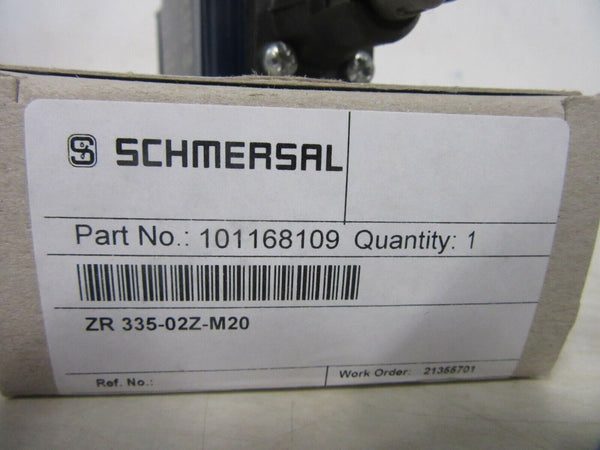 SCHMERSAL
Part No.: 101168109 Quantity: 1
ZR 335-02Z-M20
Ref. No.:
Work Order: 21355701